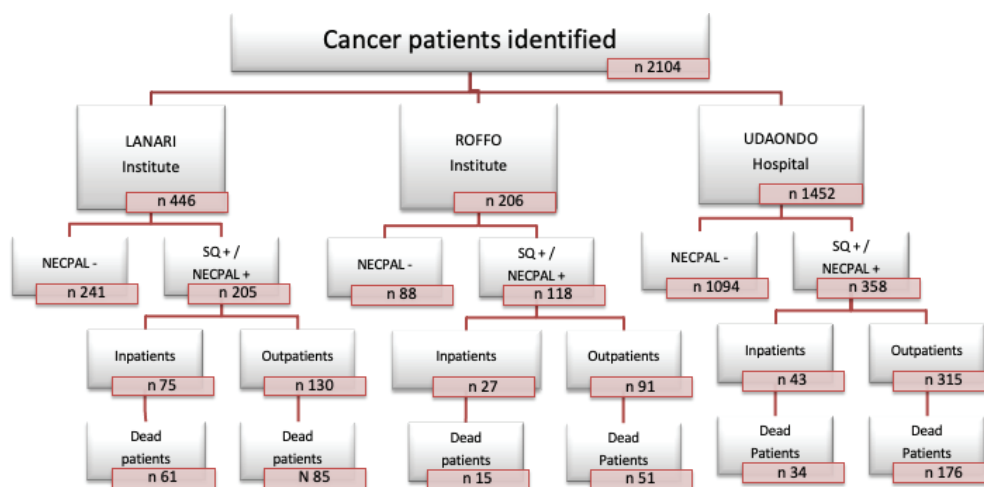 Cancer patients identified
n 2104
LANARI
Institute
n 446
ROFFO
Institute
n 206
UDAONDO
Hospital
n 1452
NECPAL -
n 241
SQ + /
NECPAL +
n 205
NECPAL -
n 88
SQ + /
NECPAL +
n 118
NECPAL -
n 1094
SQ + /
NECPAL +
n 358
Inpatients
n 75
Outpatients
n 130
Inpatients
n 27
Outpatients
n 91
Inpatients
n 43
Outpatients
n 315
Dead
patients
n 61
Dead
patients
N 85
Dead
patients
n 15
Dead
Patients
n 51
Dead
Patients
n 34
Dead
Patients
n 176